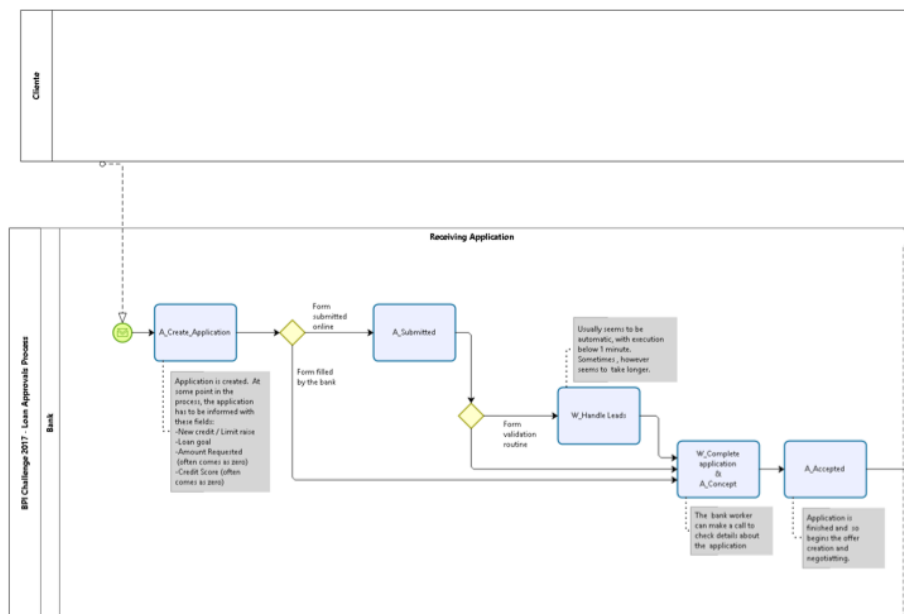 Cliente
BPI Challenge 2017 - Loan Approvals Process
Bank
Receiving Application
A_Create_Application
Form
submitted
online
A_Submitted
Form filled
by the bank
Usually seems to be
automatic, with execution
below 1 minute.
Sometimes , however
seems to take longer.
Application is created. At
some point in the
process, the application
has to be informed with
these fields:
-New credit / Limit raise
-Loan goal
-Amount Requested
(often comes as zero)
-Credit Score (often
comes as zero)
Form
validation
routine
W_Handle Leads
W_Complete
application
&
A_Concept
A_Accepted
The bank worker
can make a call to
check details about
the application
Application is
finished and so
begins the offer
creation and
negotiatting.